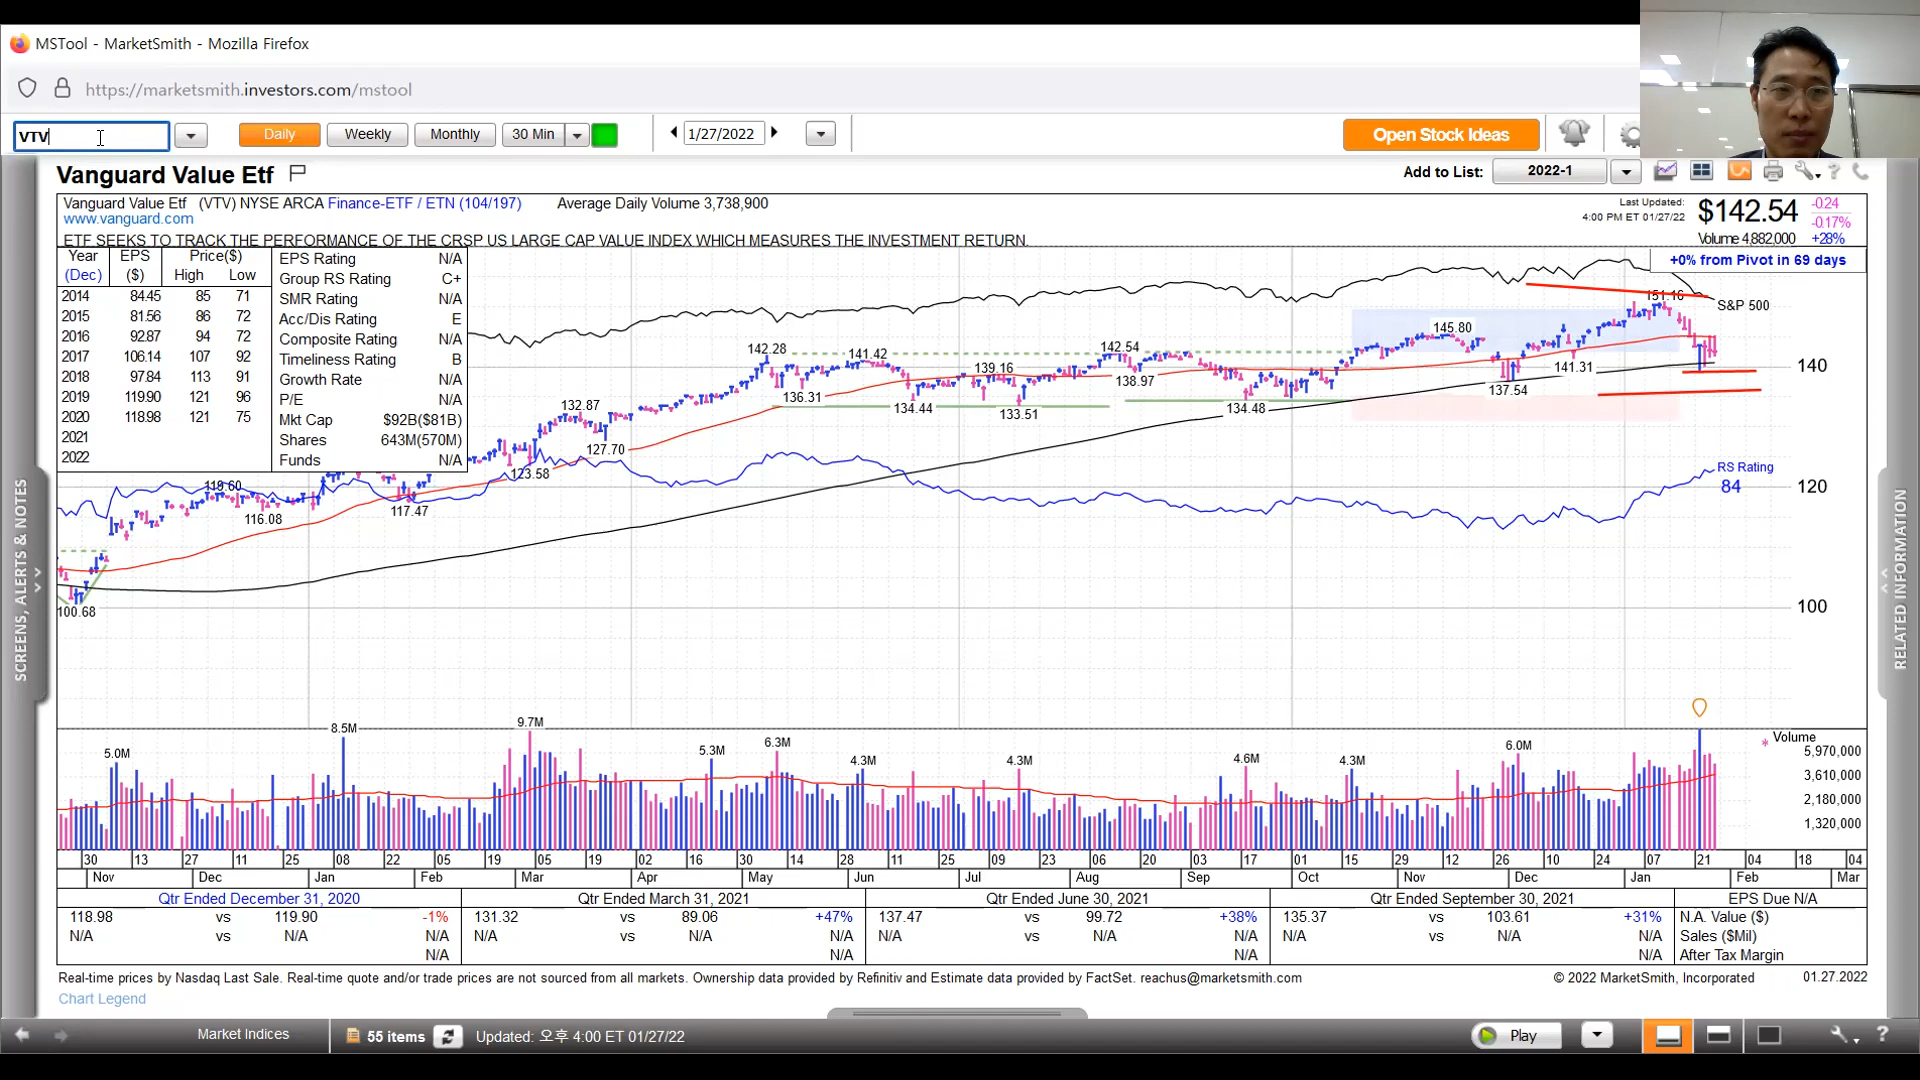 MSTool - MarketSmith - Mozilla Firefox
https://marketsmith.investors.com/mstool
VTV Daily Weekly Monthly 30 Min 1/27/2022 Open Stock Ideas
Vanguard Value Etf Add to List: 2022-1
Vanguard Value Etf (VTV) NYSE ARCA Finance-ETF / ETN (104/197) Average Daily Volume 3,738,900
www.vanguard.com
ETF SEEKS TO TRACK THE PERFORMANCE OF THE CRSP US LARGE CAP VALUE INDEX WHICH MEASURES THE INVESTMENT RETURN.
Last Updated:
4:00 PM ET 01/27/22
$142.54 -0.24
-0.17%
Volume 4,882,000 +28%
+0% from Pivot in 69 days
Year EPS Price($)
(Dec) ($) High Low
2014 84.45 85 71
2015 81.56 86 72
2016 92.87 94 72
2017 106.14 107 92
2018 97.84 113 91
2019 119.90 121 96
2020 118.98 121 75
2021
2022
EPS Rating N/A
Group RS Rating C+
SMR Rating N/A
Acc/Dis Rating E
Composite Rating N/A
Timeliness Rating B
Growth Rate N/A
P/E N/A
Mkt Cap $92B($81B)
Shares 643M(570M)
Funds N/A
151.16
S&P 500
145.80
142.28 141.42 142.54
139.16 141.31 140
138.97
136.31 137.54
132.87 134.44 133.51 134.48
127.70
123.58
RS Rating
84
119.60 120
117.47
116.08
100.68 100
Volume
5.0M 8.5M 9.7M 5.3M 6.3M 4.3M 4.3M 4.6M 4.3M 6.0M
5,970,000
3,610,000
2,180,000
1,320,000
30 13 27 11 25 08 22 05 19 05 19 02 16 30 14 28 11 25 09 23 06 20 03 17 01 15 29 12 26 10 24 07 21 04 18 04
Nov Dec Jan Feb Mar Apr May Jun Jul Aug Sep Oct Nov Dec Jan Feb Mar
Qtr Ended December 31, 2020 Qtr Ended March 31, 2021 Qtr Ended June 30, 2021 Qtr Ended September 30, 2021 EPS Due N/A
118.98 vs 119.90 -1% 131.32 vs 89.06 +47% 137.47 vs 99.72 +38% 135.37 vs 103.61 +31% N.A. Value ($)
N/A vs N/A N/A N/A vs N/A N/A N/A vs N/A N/A N/A vs N/A N/A Sales ($Mil)
N/A N/A N/A N/A After Tax Margin
Real-time prices by Nasdaq Last Sale. Real-time quote and/or trade prices are not sourced from all markets. Ownership data provided by Refinitiv and Estimate data provided by FactSet. reachus@marketsmith.com © 2022 MarketSmith, Incorporated 01.27.2022
Chart Legend
SCREENS, ALERTS & NOTES
RELATED INFORMATION
Market Indices 55 items Updated: 오후 4:00 ET 01/27/22 Play